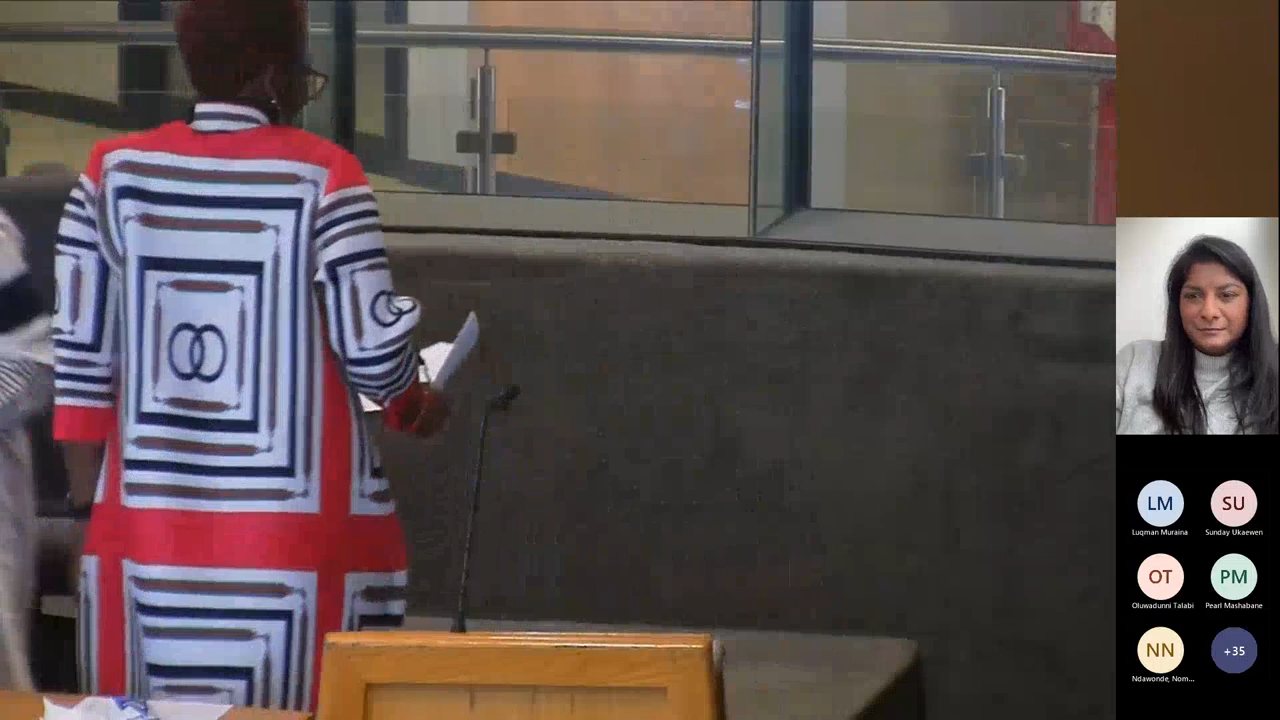 LM SU
Luqman Muraina Sunday Ukaewen
OT PM
Oluwadunni Talabi Pearl Mashabane
NN +35
Ndawonde, Nom...